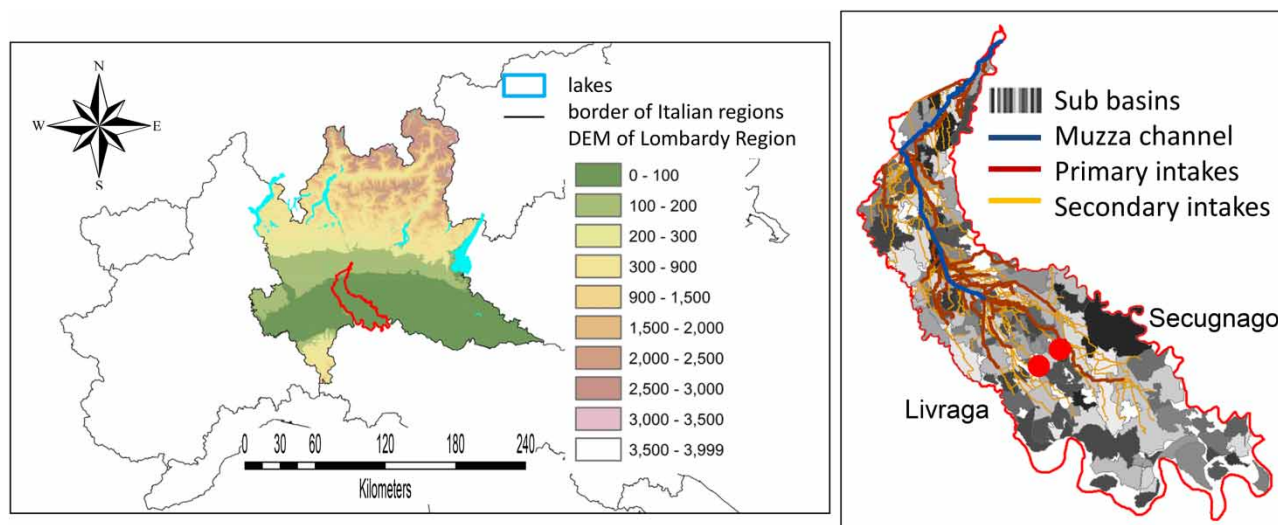 N
W E
S
lakes
border of Italian regions
DEM of Lombardy Region
0 - 100
100 - 200
200 - 300
300 - 900
900 - 1,500
1,500 - 2,000
2,000 - 2,500
2,500 - 3,000
3,000 - 3,500
3,500 - 3,999
0 30 60 120 180 240
Kilometers
Sub basins
Muzza channel
Primary intakes
Secondary intakes
Secugnago
Livraga